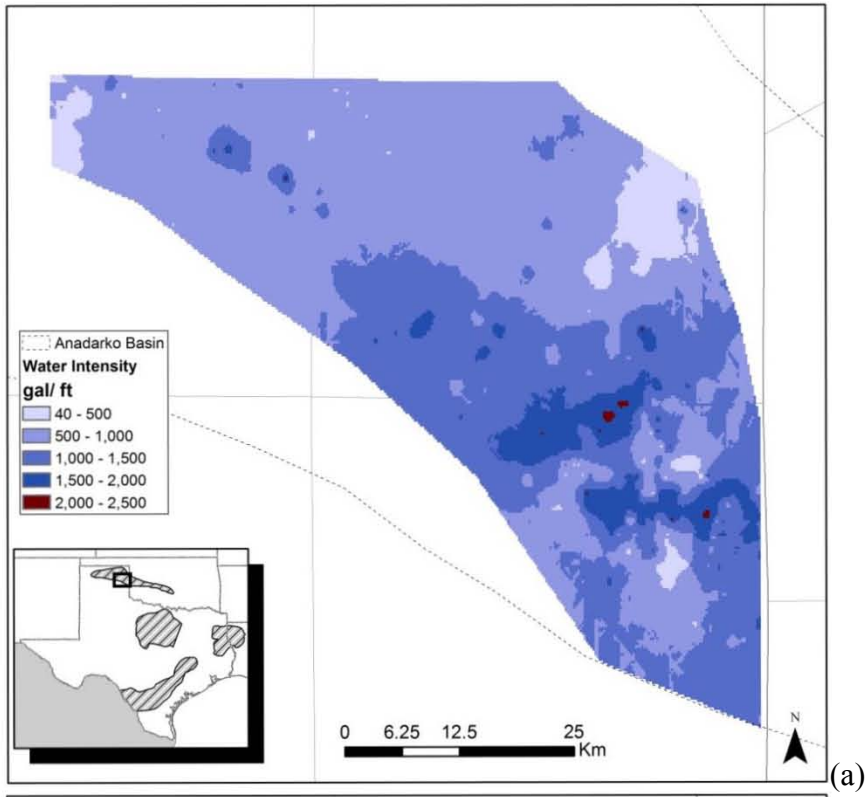 Anadarko Basin
Water Intensity
gal/ ft
40 - 500
500 - 1,000
1,000 - 1,500
1,500 - 2,000
2,000 - 2,500
0 6.25 12.5 25
Km
N
(a)